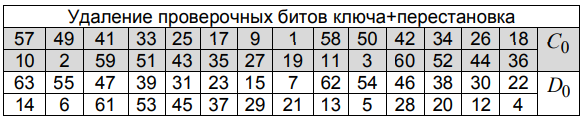 Удаление проверочных битов ключа+перестановка
57 49 41 33 25 17 9 1 58 50 42 34 26 18 C₀
10 2 59 51 43 35 27 19 11 3 60 52 44 36
63 55 47 39 31 23 15 7 62 54 46 38 30 22 D₀
14 6 61 53 45 37 29 21 13 5 28 20 12 4